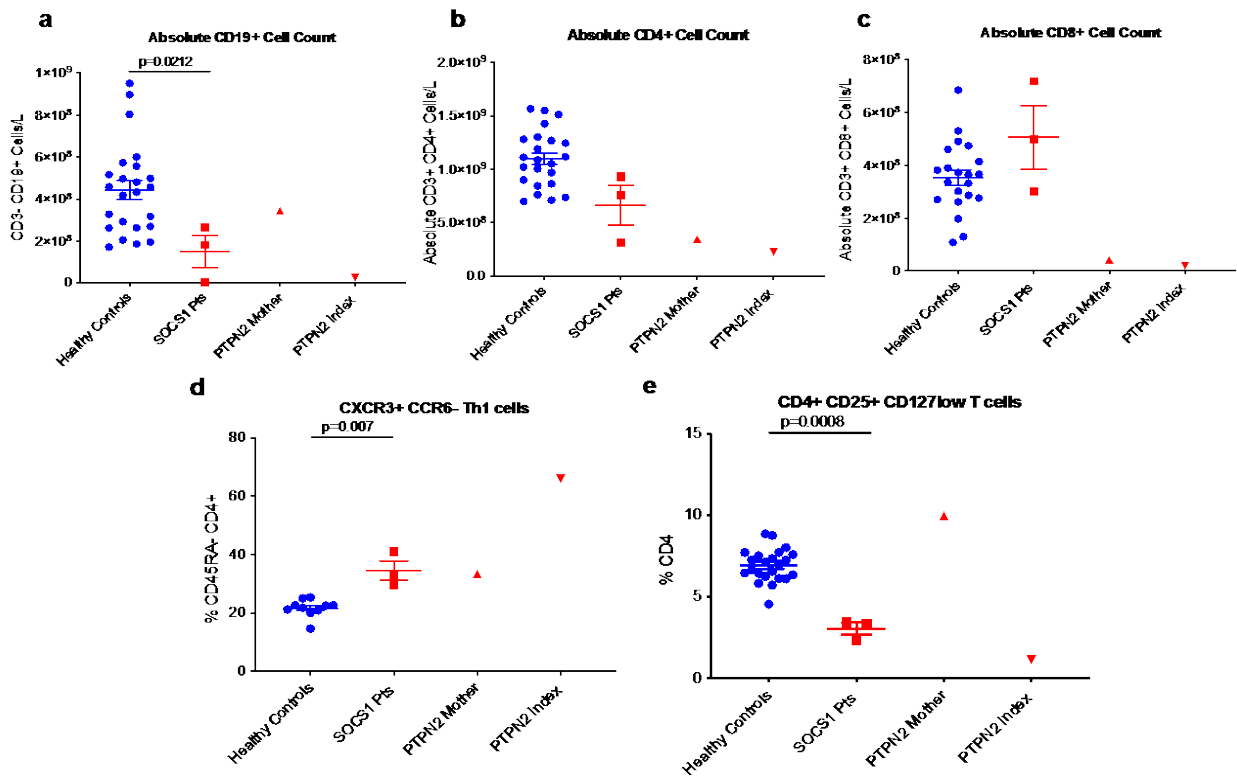 a
Absolute CD19+ Cell Count
p=0.0212
CD3- CD19+ Cells/L
1×10⁹
8×10⁸
6×10⁸
4×10⁸
2×10⁸
0
Healthy Controls
SOCS1 Pts
PTPN2 Mother
PTPN2 Index
b
Absolute CD4+ Cell Count
Absolute CD3+ CD4+ Cells/L
2.0×10⁹
1.5×10⁹
1.0×10⁹
5.0×10⁸
0.0
Healthy Controls
SOCS1 Pts
PTPN2 Mother
PTPN2 Index
c
Absolute CD8+ Cell Count
Absolute CD3+ CD8+ Cells/L
8×10⁸
6×10⁸
4×10⁸
2×10⁸
0
Healthy Controls
SOCS1 Pts
PTPN2 Mother
PTPN2 Index
d
CXCR3+ CCR6– Th1 cells
p=0.007
% CD45RA- CD4+
80
60
40
20
0
Healthy Controls
SOCS1 Pts
PTPN2 Mother
PTPN2 Index
e
CD4+ CD25+ CD127low T cells
p=0.0008
% CD4
15
10
5
0
Healthy Controls
SOCS1 Pts
PTPN2 Mother
PTPN2 Index